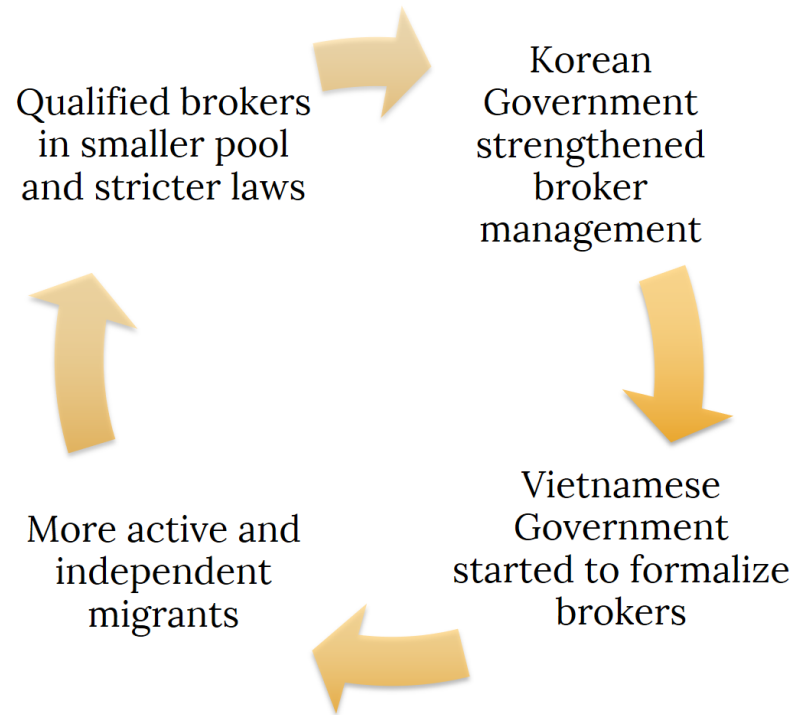 Qualified brokers
in smaller pool
and stricter laws
Korean
Government
strengthened
broker
management
Vietnamese
Government
started to formalize
brokers
More active and
independent
migrants